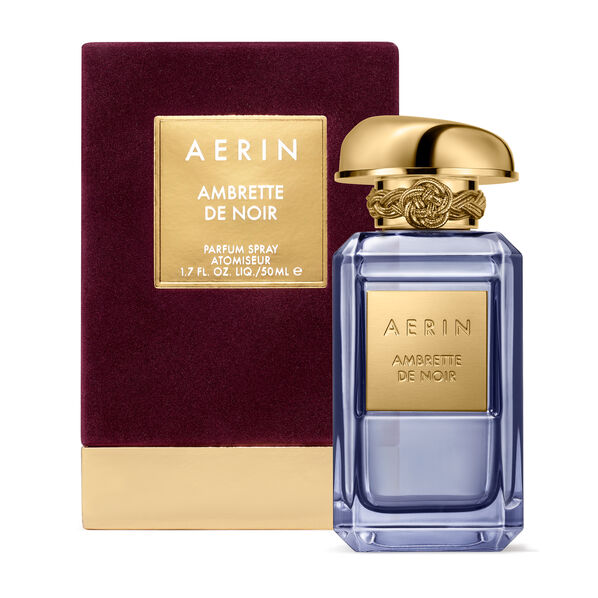 AERIN
AMBRETTE
DE NOIR
PARFUM SPRAY
ATOMISEUR
1.7 FL. OZ. LIQ./50ML ℮
AERIN
AMBRETTE
DE NOIR